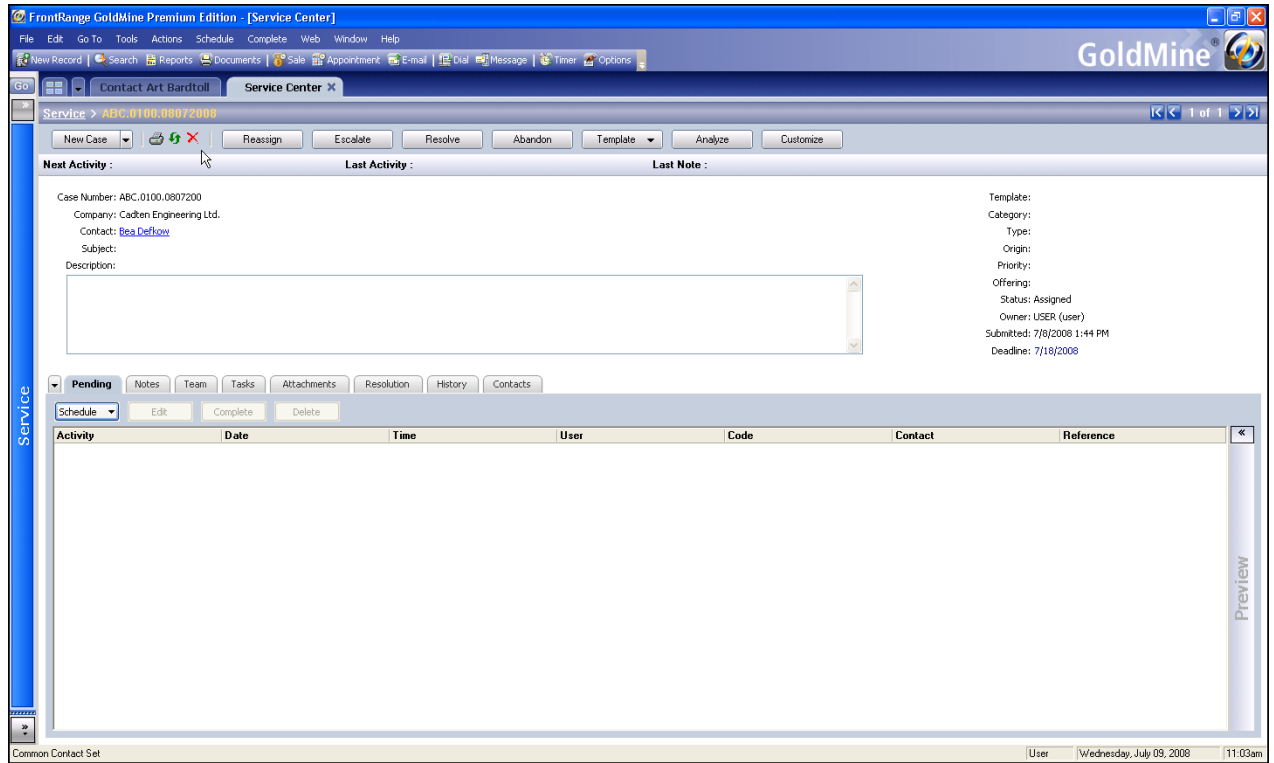 FrontRange GoldMine Premium Edition - [Service Center]
File Edit Go To Tools Actions Schedule Complete Web Window Help
New Record Search Reports Documents Sale Appointment E-mail Dial Message Timer Options
GoldMine®
Go Contact Art Bardtoll Service Center
Service > ABC.0100.08072008 1 of 1
New Case Reassign Escalate Resolve Abandon Template Analyze Customize
Next Activity : Last Activity : Last Note :
Case Number: ABC.0100.0807200 Template:
Company: Cadten Engineering Ltd. Category:
Contact: Bea Defkow Type:
Subject: Origin:
Description: Priority:
Offering:
Status: Assigned
Owner: USER (user)
Submitted: 7/8/2008 1:44 PM
Deadline: 7/18/2008
Service
Pending Notes Team Tasks Attachments Resolution History Contacts
Schedule Edit Complete Delete
Activity Date Time User Code Contact Reference
Preview
Common Contact Set User Wednesday, July 09, 2008 11:03am